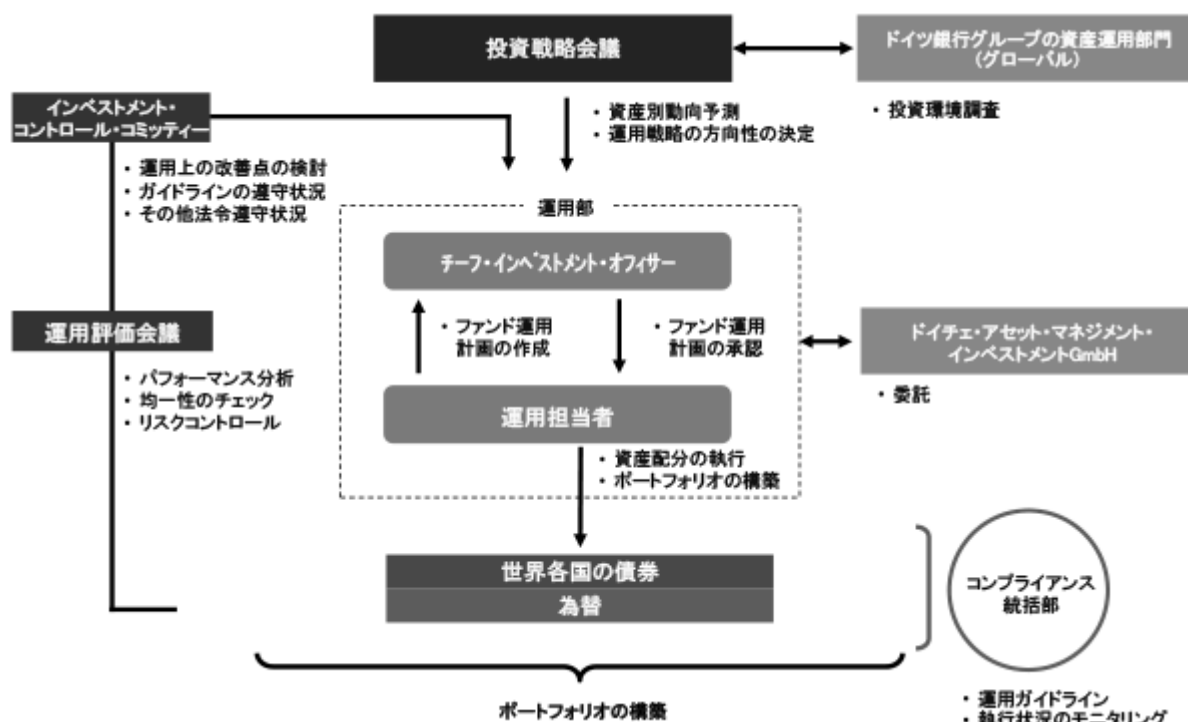 投資戦略会議
ドイツ銀行グループの資産運用部門
(グローバル)
・投資環境調査
インベストメント・
コントロール・コミッティー
・資産別動向予測
・運用戦略の方向性の決定
・運用上の改善点の検討
・ガイドラインの遵守状況
・その他法令遵守状況
運用部
チーフ・インベストメント・オフィサー
運用評価会議
・ファンド運用
計画の作成
・ファンド運用
計画の承認
ドイチェ・アセット・マネジメント・
インベストメントGmbH
・委託
・パフォーマンス分析
・均一性のチェック
・リスクコントロール
運用担当者
・資産配分の執行
・ポートフォリオの構築
世界各国の債券
為替
コンプライアンス
統括部
ポートフォリオの構築
・運用ガイドライン
・執行状況のモニタリング